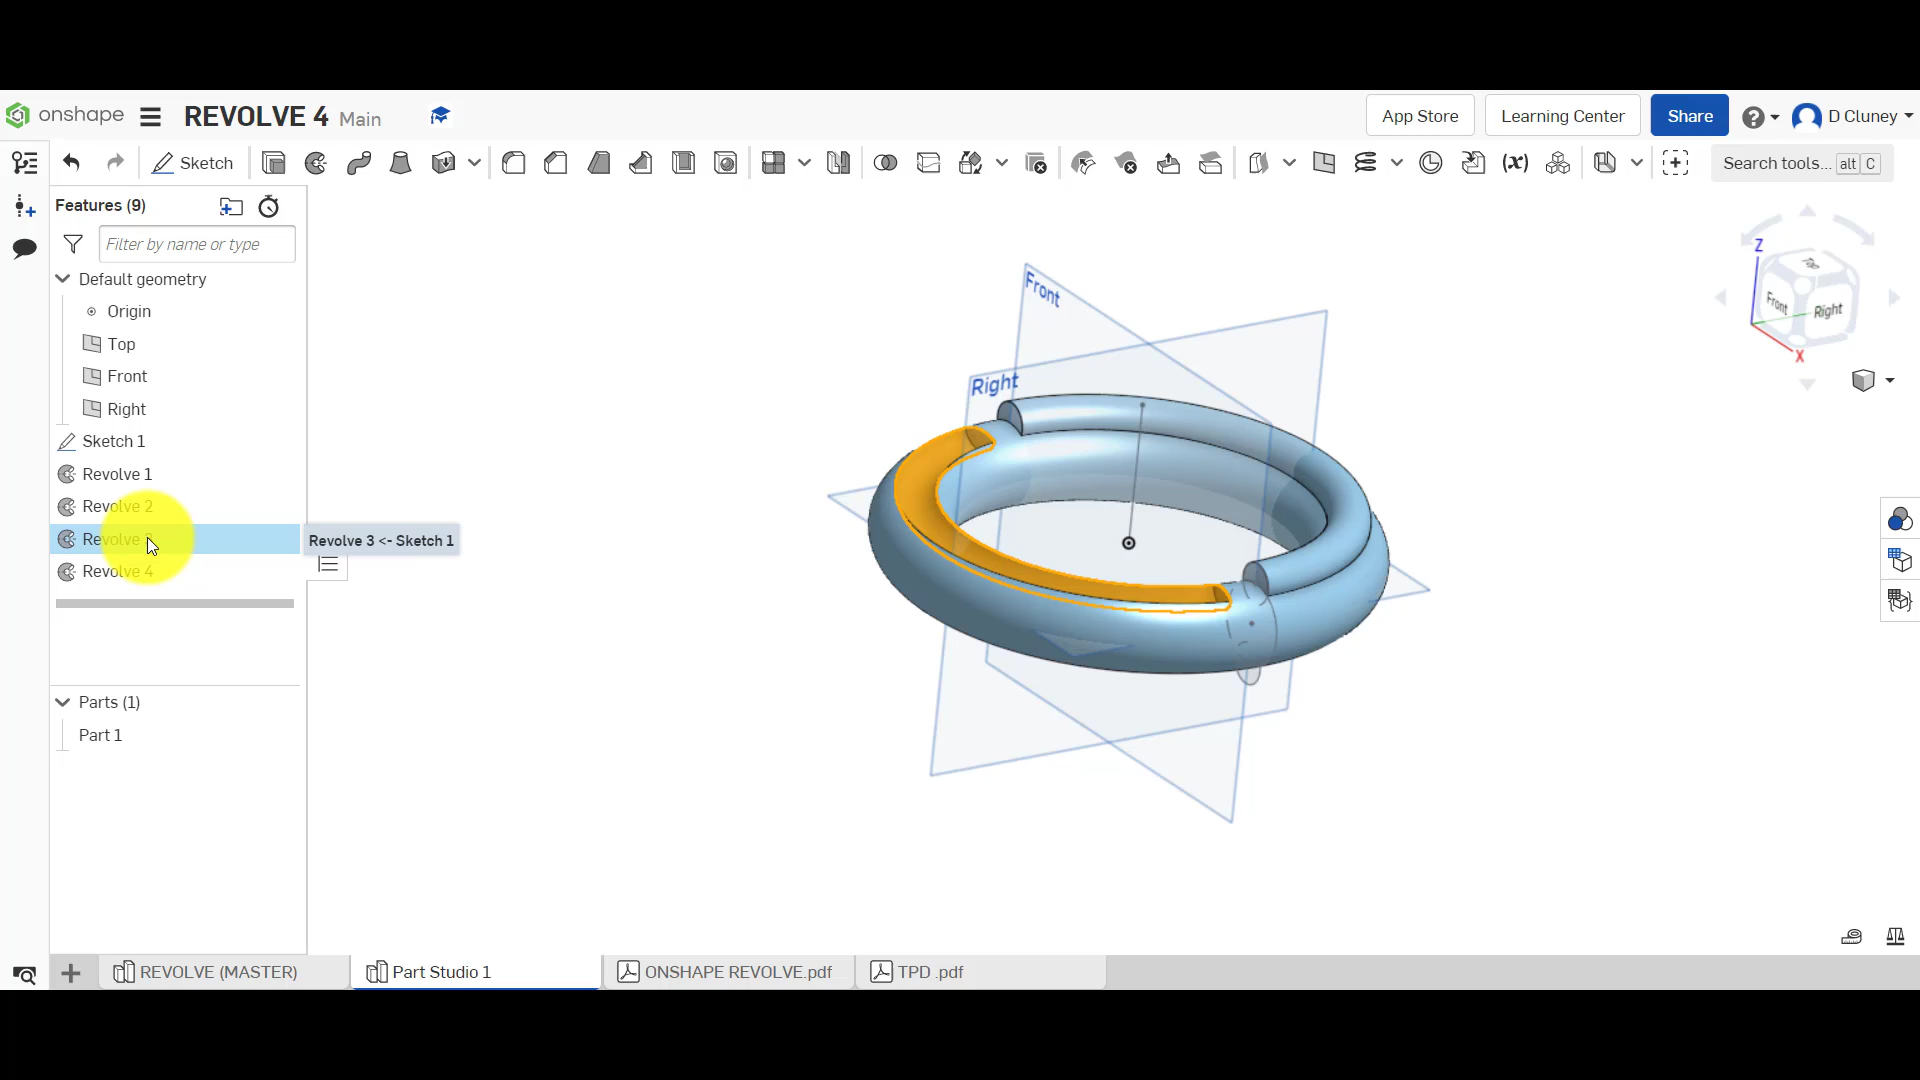 onshape REVOLVE 4 Main App Store Learning Center Share D Cluney
Sketch Search tools... alt C
Features (9)
Filter by name or type
Default geometry
Origin
Top
Front
Right
Sketch 1
Revolve 1
Revolve 2
Revolve 3
Revolve 4
Revolve 3 <- Sketch 1
Parts (1)
Part 1
Front
Right
Z
Top
Front
Right
X
REVOLVE (MASTER) Part Studio 1 ONSHAPE REVOLVE.pdf TPD .pdf